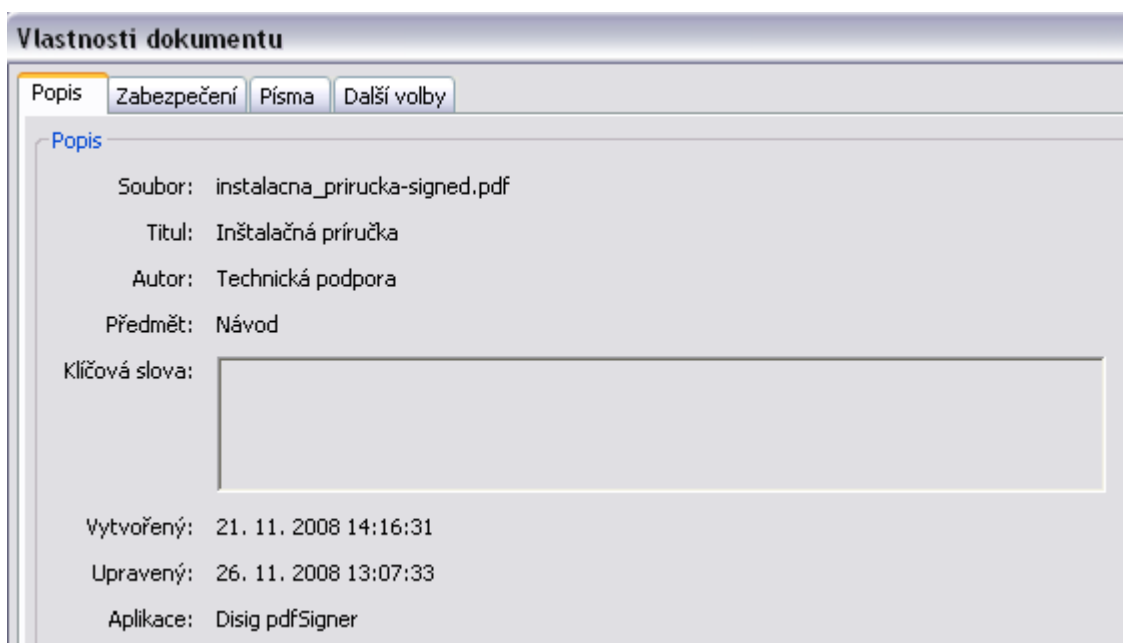 Vlastnosti dokumentu
Popis Zabezpečení Písma Další volby
Popis
Soubor: instalacna_prirucka-signed.pdf
Titul: Inštalačná príručka
Autor: Technická podpora
Předmět: Návod
Klíčová slova:
Vytvořený: 21. 11. 2008 14:16:31
Upravený: 26. 11. 2008 13:07:33
Aplikace: Disig pdfSigner